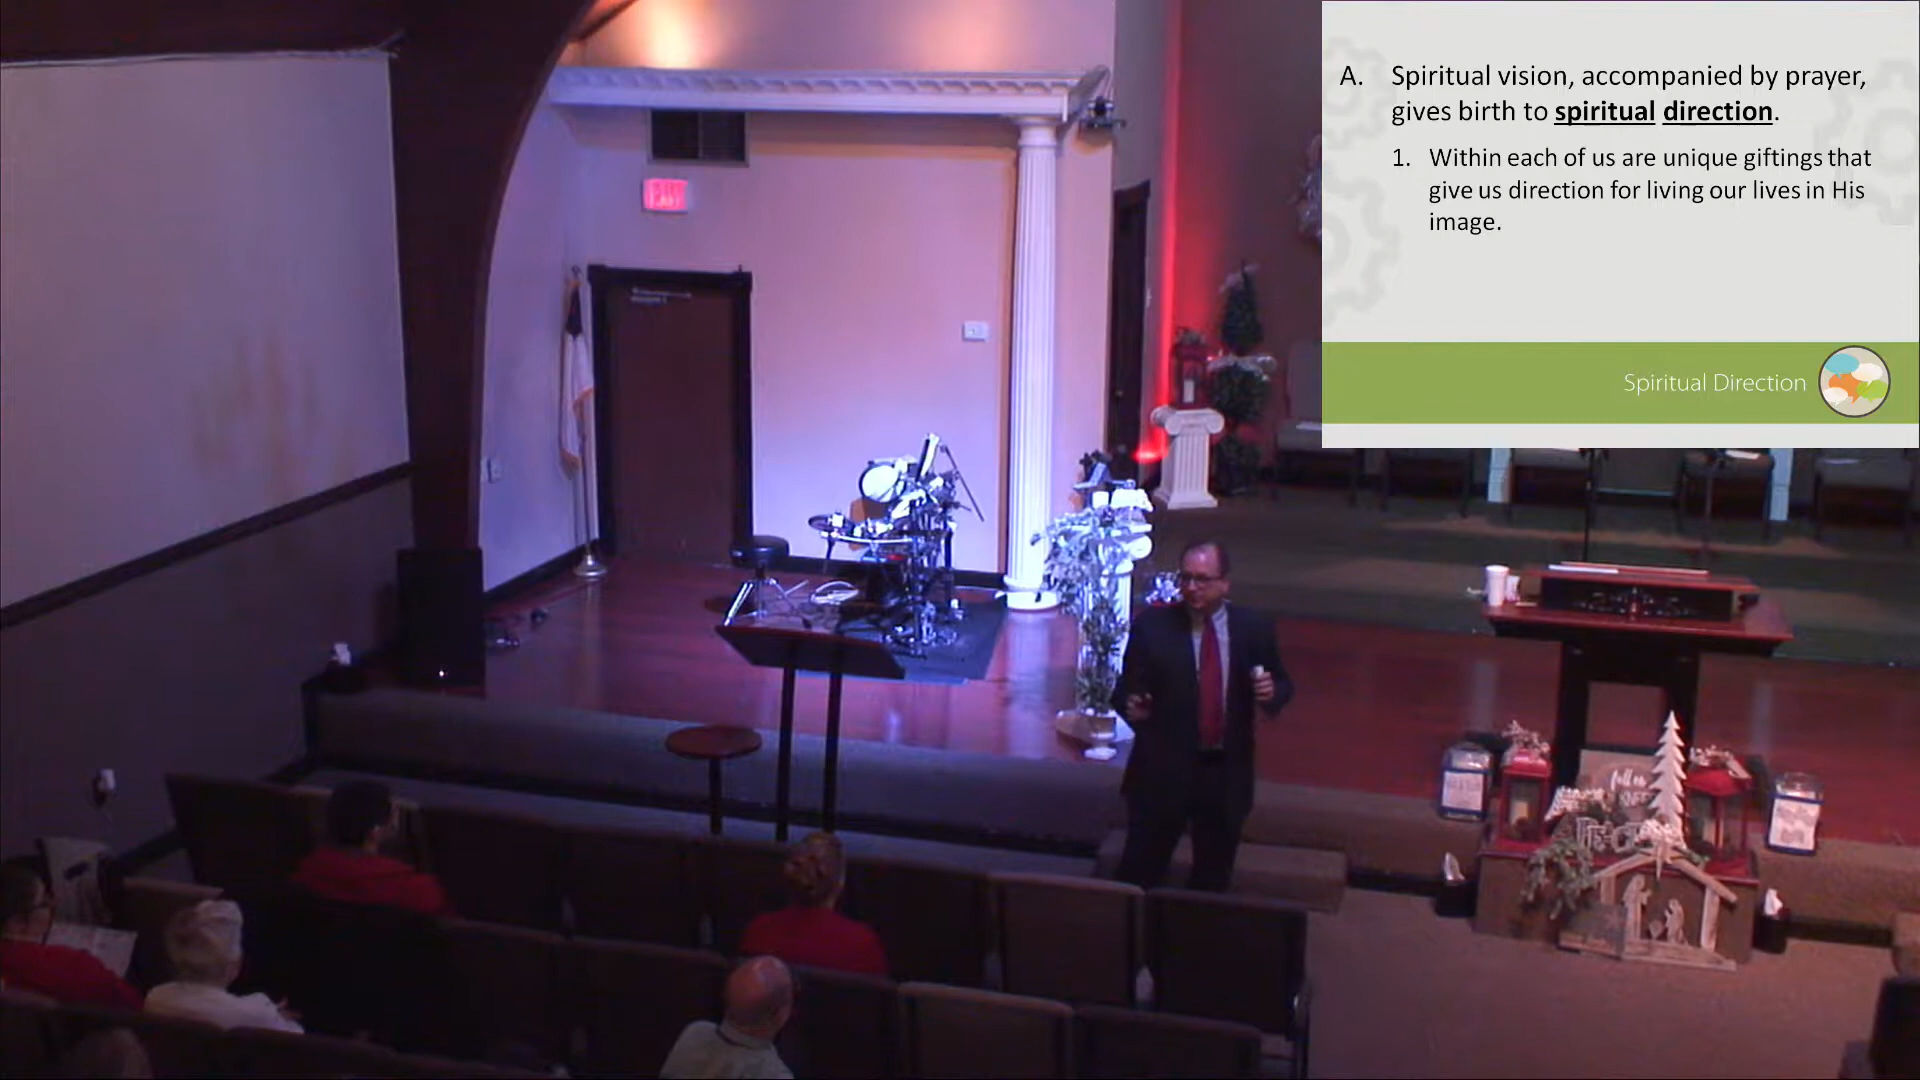 A. Spiritual vision, accompanied by prayer,
gives birth to spiritual direction.
1. Within each of us are unique giftings that
give us direction for living our lives in His
image.
Spiritual Direction
EXIT